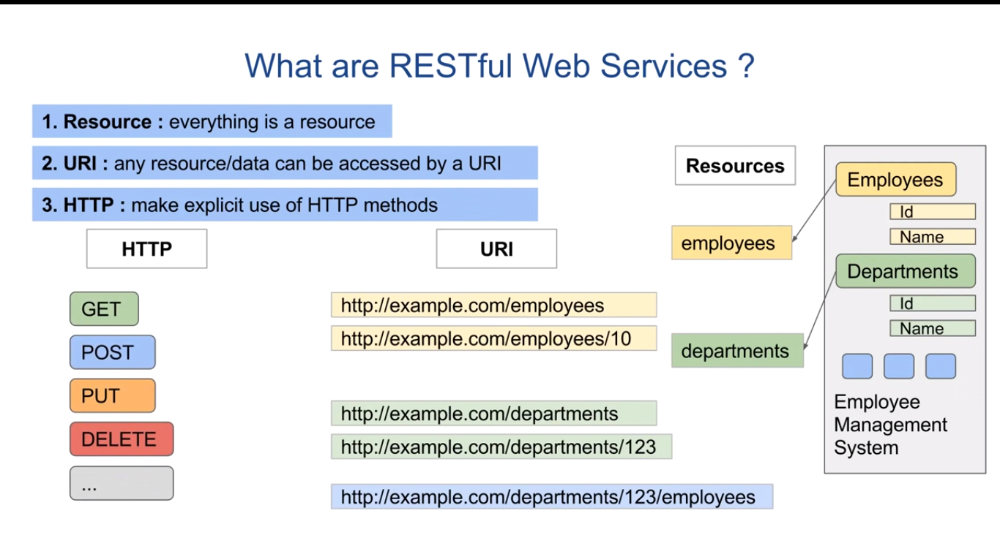 What are RESTful Web Services ?
1. Resource : everything is a resource
2. URI : any resource/data can be accessed by a URI
3. HTTP : make explicit use of HTTP methods
HTTP
GET
POST
PUT
DELETE
...
URI
http://example.com/employees
http://example.com/employees/10
http://example.com/departments
http://example.com/departments/123
http://example.com/departments/123/employees
Resources
employees
departments
Employees
Id
Name
Departments
Id
Name
Employee
Management
System